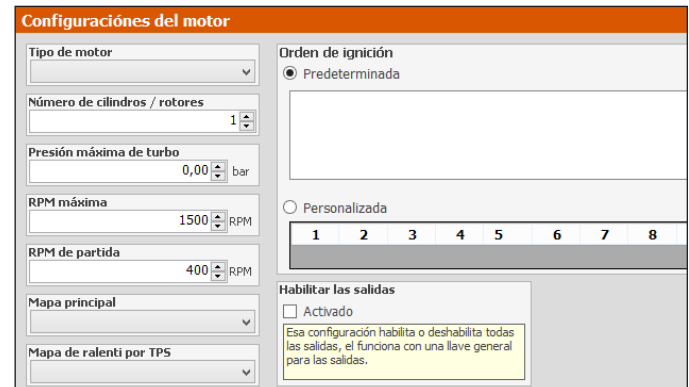 Configuraciónes del motor
Tipo de motor
Número de cilindros / rotores
1
Presión máxima de turbo
0,00 bar
RPM máxima
1500 RPM
RPM de partida
400 RPM
Mapa principal
Mapa de ralenti por TPS
Orden de ignición
Predeterminada
Personalizada
1 2 3 4 5 6 7 8
Habilitar las salidas
Activado
Esa configuración habilita o deshabilita todas
las salidas, el funciona con una llave general
para las salidas.